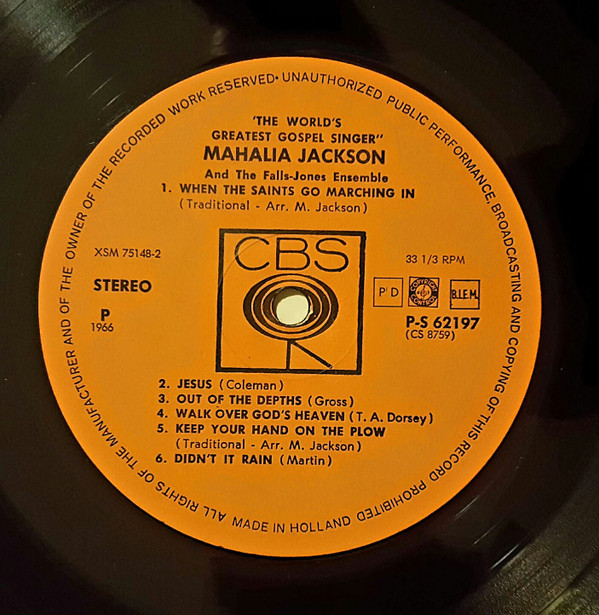 'THE WORLD'S
GREATEST GOSPEL SINGER''
MAHALIA JACKSON
And The Falls-Jones Ensemble
1. WHEN THE SAINTS GO MARCHING IN
(Traditional - Arr. M. Jackson)
XSM 75148-2
CBS
33 1/3 RPM
STEREO
P D
COPYRIGHT CONTROL
B.I.E.M.
P
1966
P-S 62197
(CS 8759)
2. JESUS (Coleman)
3. OUT OF THE DEPTHS (Gross)
4. WALK OVER GOD'S HEAVEN (T. A. Dorsey)
5. KEEP YOUR HAND ON THE PLOW
(Traditional - Arr. M. Jackson)
6. DIDN'T IT RAIN (Martin)
ALL RIGHTS OF THE MANUFACTURER AND OF THE OWNER OF THE RECORDED WORK RESERVED • UNAUTHORIZED PUBLIC PERFORMANCE, BROADCASTING AND COPYING OF THIS RECORD PROHIBITED
MADE IN HOLLAND